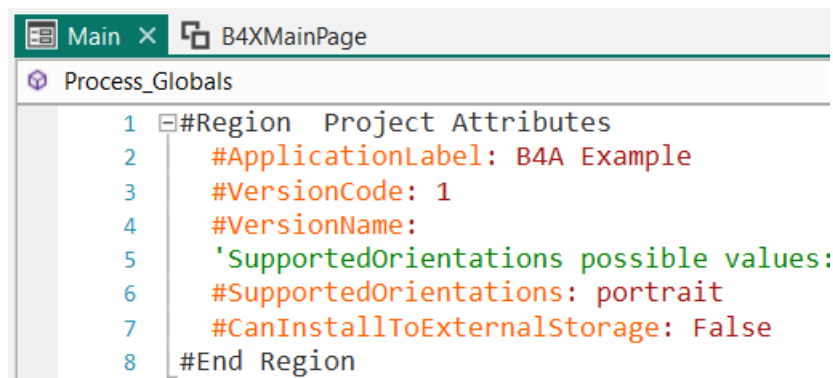 Main × B4XMainPage
Process_Globals
1 #Region  Project Attributes
2 #ApplicationLabel: B4A Example
3 #VersionCode: 1
4 #VersionName:
5 'SupportedOrientations possible values:
6 #SupportedOrientations: portrait
7 #CanInstallToExternalStorage: False
8 #End Region